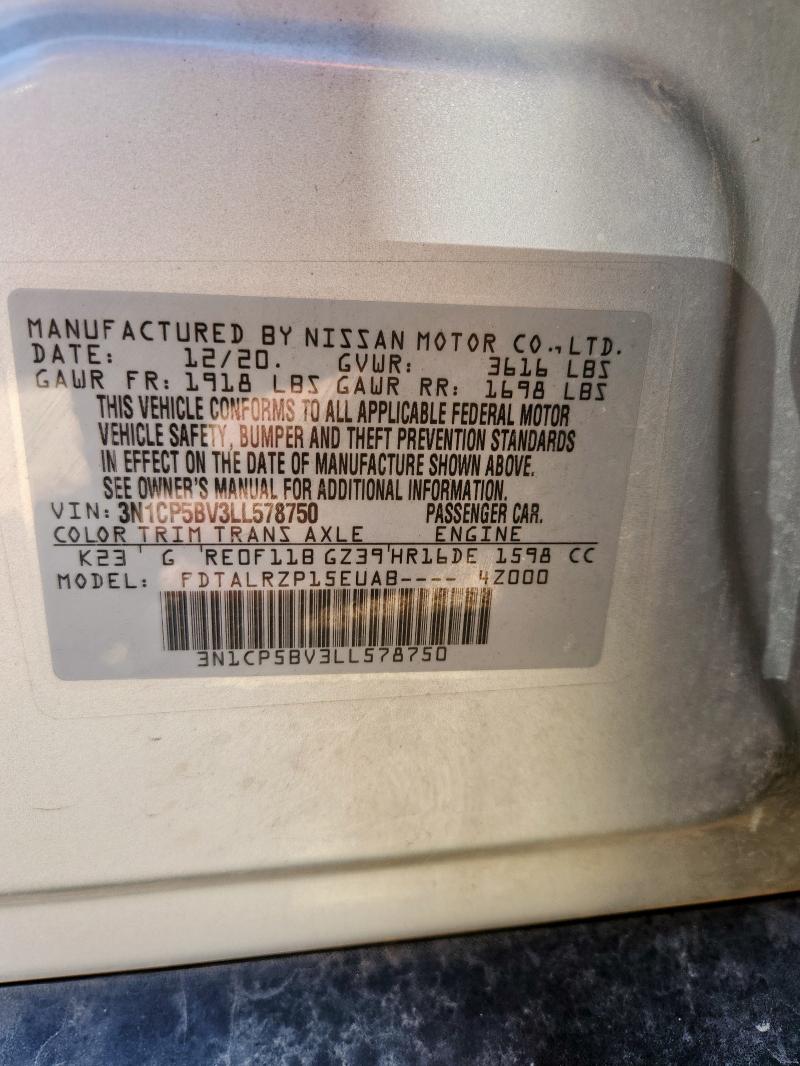 MANUFACTURED BY NISSAN MOTOR CO.,LTD.
DATE: 12/20. GVWR: 3616 LBS
GAWR FR: 1918 LBS GAWR RR: 1698 LBS
THIS VEHICLE CONFORMS TO ALL APPLICABLE FEDERAL MOTOR
VEHICLE SAFETY, BUMPER AND THEFT PREVENTION STANDARDS
IN EFFECT ON THE DATE OF MANUFACTURE SHOWN ABOVE.
SEE OWNER'S MANUAL FOR ADDITIONAL INFORMATION.
VIN: 3N1CP5BV3LL578750 PASSENGER CAR.
COLOR TRIM TRANS AXLE ENGINE
K23 ' G 'RE0F11B GZ39'HR16DE 1598 CC
MODEL: FDTALRZP15EUAB---- 4Z000
3N1CP5BV3LL578750